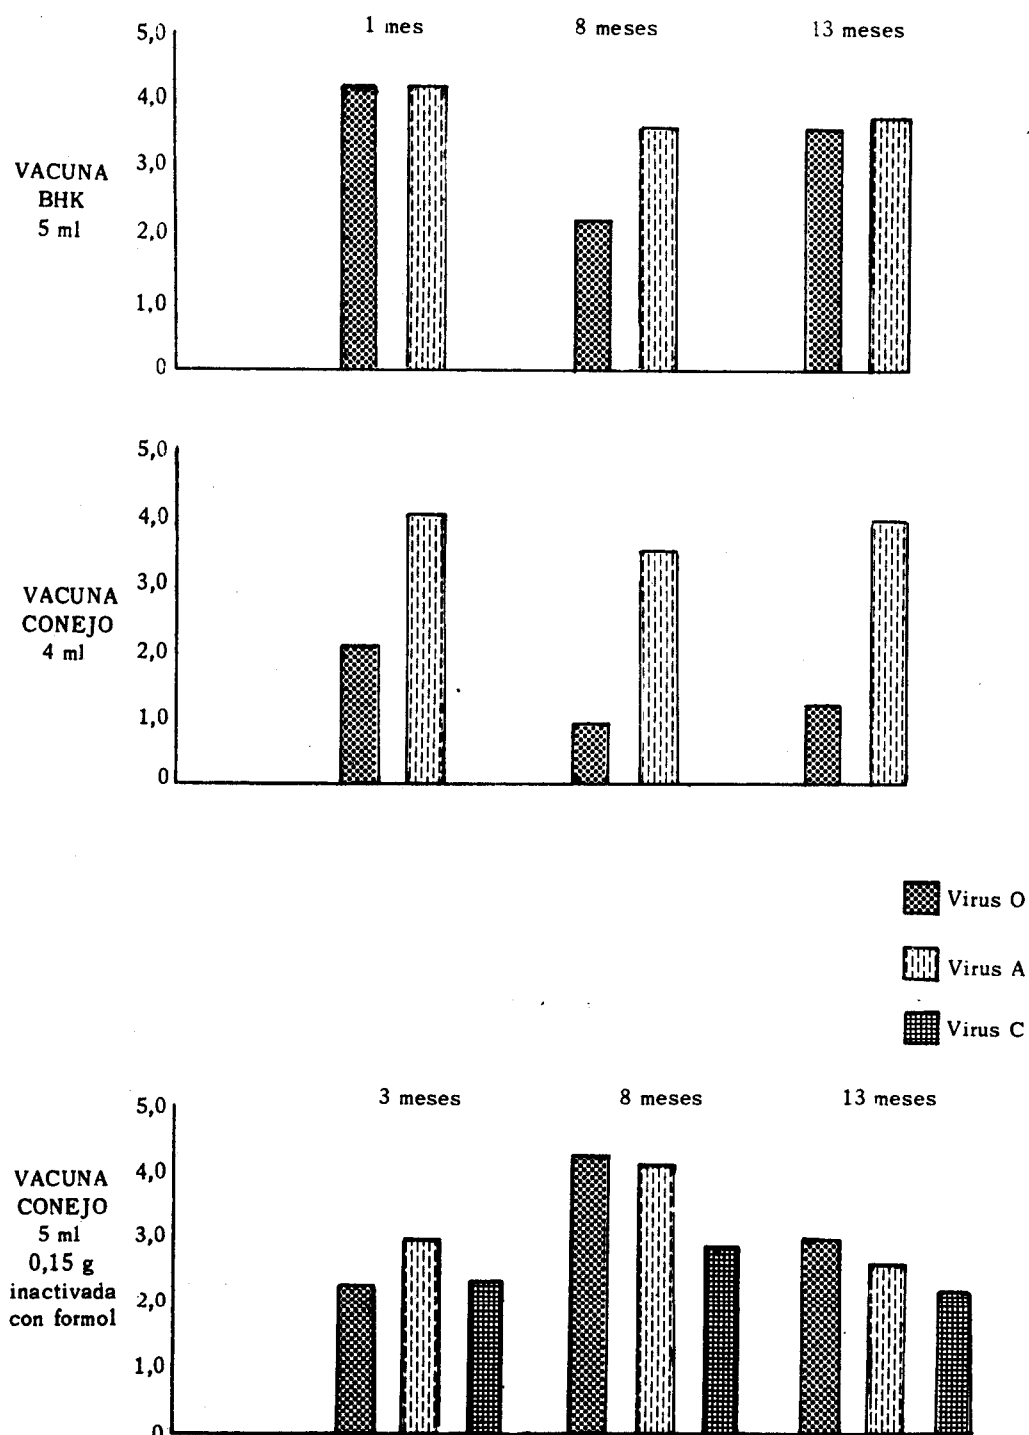 1 mes 8 meses 13 meses
5,0
4,0
3,0
2,0
1,0
0
VACUNA
BHK
5 ml
5,0
4,0
3,0
2,0
1,0
0
VACUNA
CONEJO
4 ml
Virus O
Virus A
Virus C
3 meses 8 meses 13 meses
5,0
4,0
3,0
2,0
1,0
0
VACUNA
CONEJO
5 ml
0,15 g
inactivada
con formol